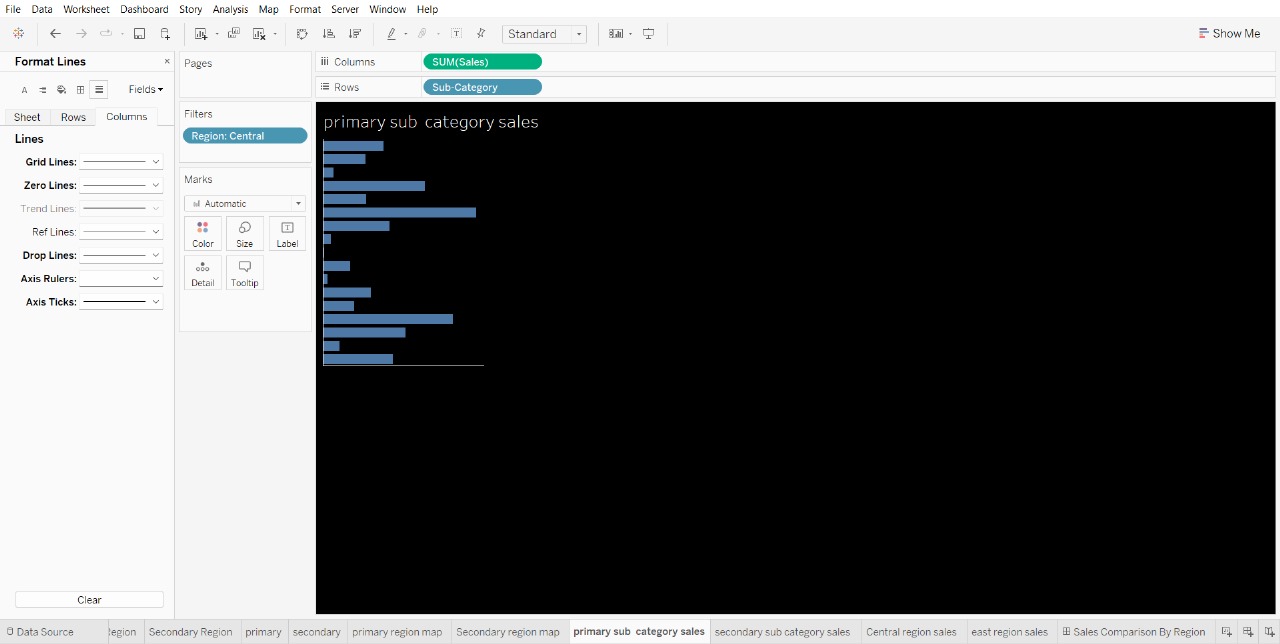 File Data Worksheet Dashboard Story Analysis Map Format Server Window Help
Standard
Show Me
Format Lines
Fields
Sheet Rows Columns
Lines
Grid Lines:
Zero Lines:
Trend Lines:
Ref Lines:
Drop Lines:
Axis Rulers:
Axis Ticks:
Clear
Pages
Filters
Region: Central
Marks
Automatic
Color Size Label
Detail Tooltip
Columns SUM(Sales)
Rows Sub-Category
primary sub category sales
Data Source Region Secondary Region primary secondary primary region map Secondary region map primary sub category sales secondary sub category sales Central region sales east region sales Sales Comparison By Region